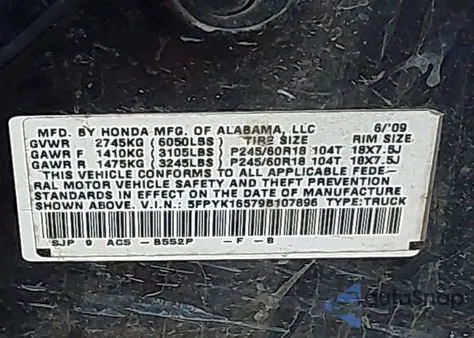 MFD. BY HONDA MFG. OF ALABAMA, LLC 6/'09
GVWR 2745KG (6050LBS) TIRE SIZE RIM SIZE
GAWR F 1410KG (3105LBS) P245/60R18 104T 18X7.5J
GAWR R 1475KG (3245LBS) P245/60R18 104T 18X7.5J
THIS VEHICLE CONFORMS TO ALL APPLICABLE FEDE-
RAL MOTOR VEHICLE SAFETY AND THEFT PREVENTION
STANDARDS IN EFFECT ON THE DATE OF MANUFACTURE
SHOWN ABOVE. V.I.N.: 5FPYK16579B107896 TYPE:TRUCK
SJP 9 ACS -B552P -F -B
AutoSnap